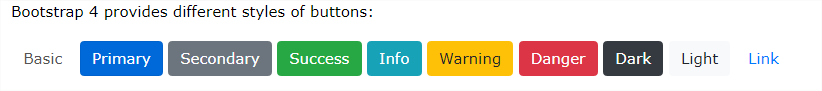 Bootstrap 4 provides different styles of buttons:
Basic Primary Secondary Success Info Warning Danger Dark Light Link